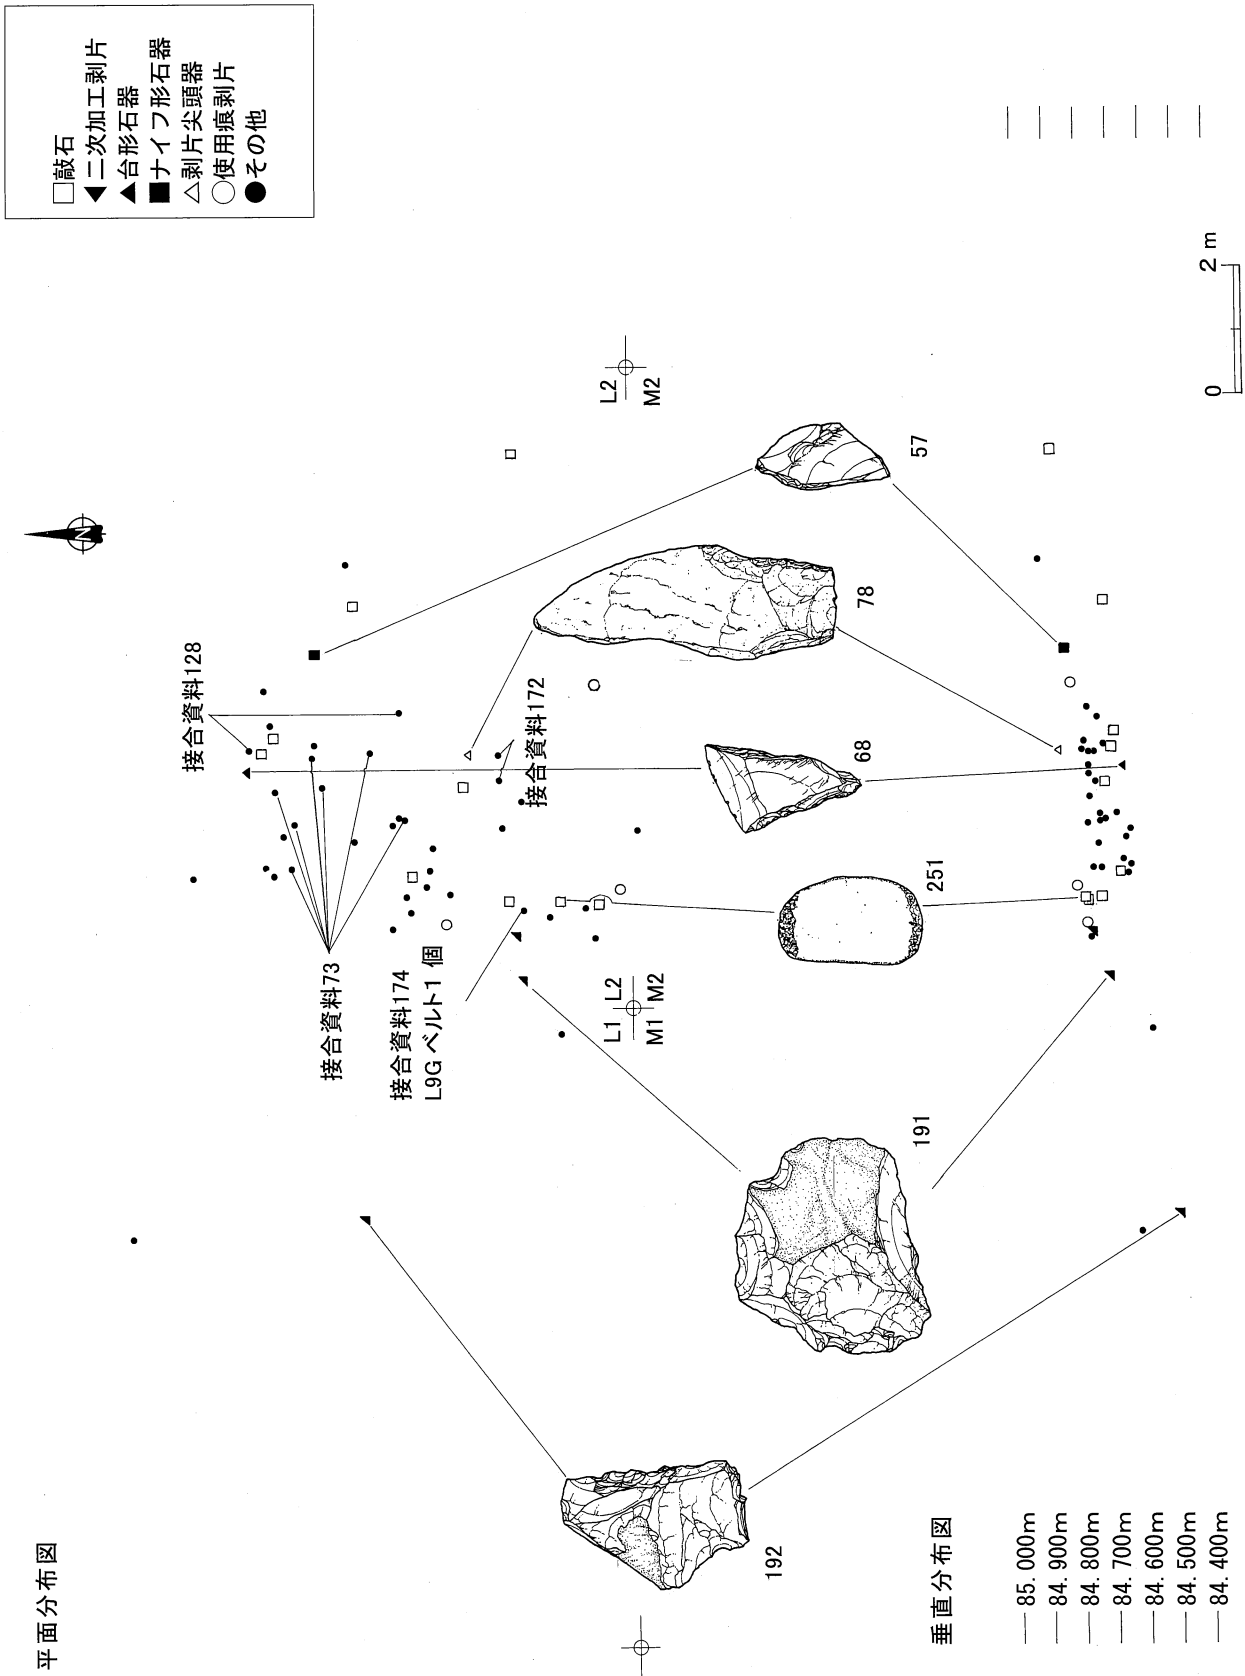 平面分布図
□敲石
◀二次加工剥片
▲台形石器
■ナイフ形石器
△剥片尖頭器
○使用痕剥片
●その他
N
接合資料128
接合資料73
接合資料174
L9G ベルト1 個
接合資料172
L1 L2
M1 M2
L2
M2
192
191
251
68
78
57
垂直分布図
85.000m
84.900m
84.800m
84.700m
84.600m
84.500m
84.400m
0 2 m